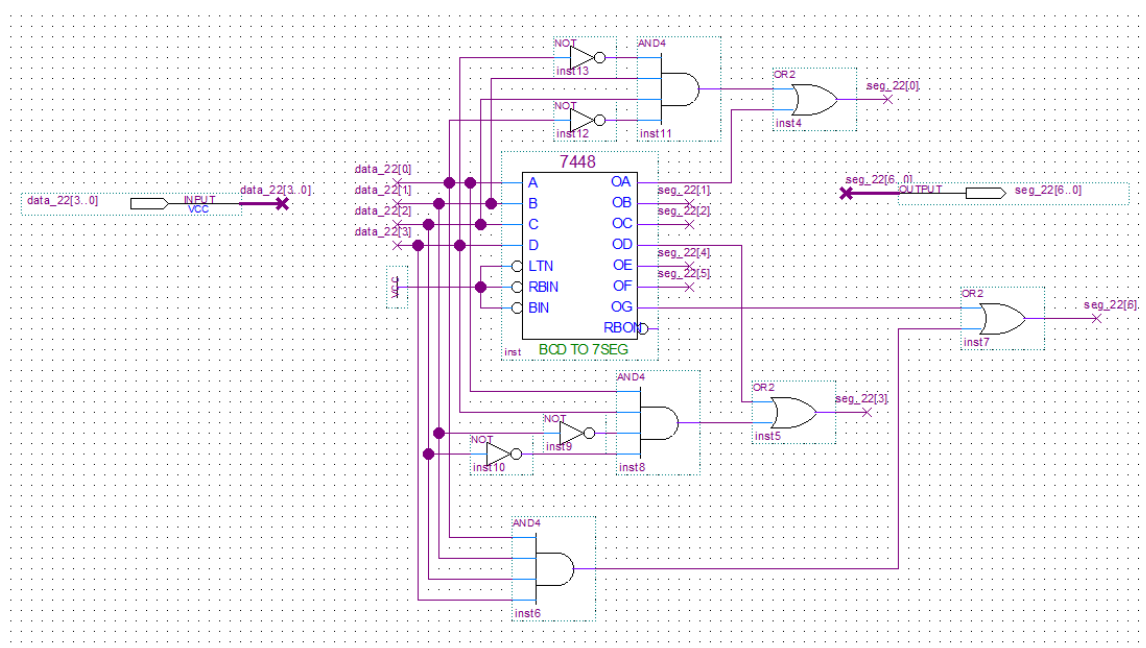 NOT
inst13
AND4
inst11
NOT
inst12
OR2
inst4
seg_22[0]
data_22[3..0]
INPUT
VCC
data_22[3..0]
data_22[0]
data_22[1]
data_22[2]
data_22[3]
VCC
7448
A
B
C
D
LTN
RBIN
BIN
OA
OB
OC
OD
OE
OF
OG
RBON
inst
BCD TO 7SEG
seg_22[1]
seg_22[2]
seg_22[4]
seg_22[5]
seg_22[6..0]
OUTPUT
seg_22[6..0]
OR2
inst7
seg_22[6]
AND4
inst8
NOT
inst9
NOT
inst10
OR2
inst5
seg_22[3]
AND4
inst6